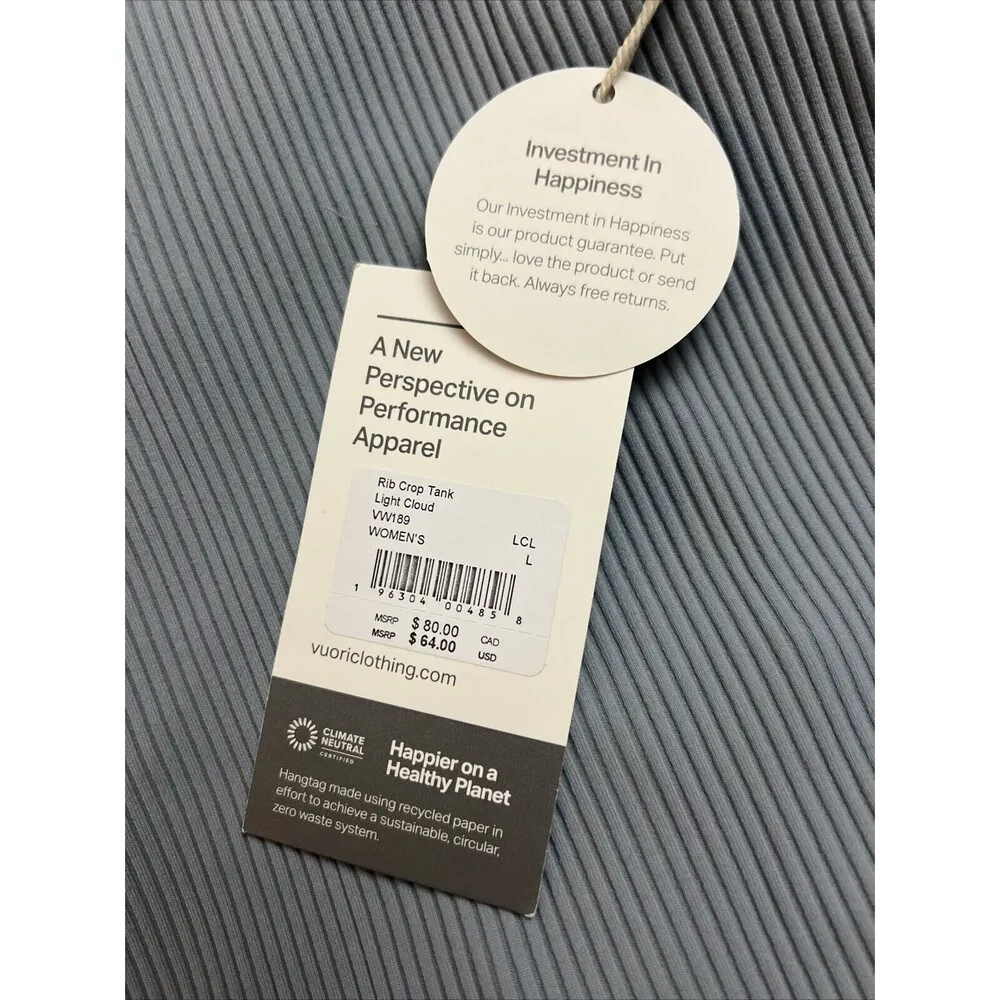 Investment In
Happiness
Our Investment in Happiness
is our product guarantee. Put
simply... love the product or send
it back. Always free returns.
A New
Perspective on
Performance
Apparel
Rib Crop Tank
Light Cloud
VW189
WOMEN'S LCL
L
1 96304 00485 8
MSRP $ 80.00 CAD
MSRP $ 64.00 USD
vuoriclothing.com
CLIMATE
NEUTRAL
CERTIFIED
Happier on a
Healthy Planet
Hangtag made using recycled paper in
effort to achieve a sustainable, circular,
zero waste system.